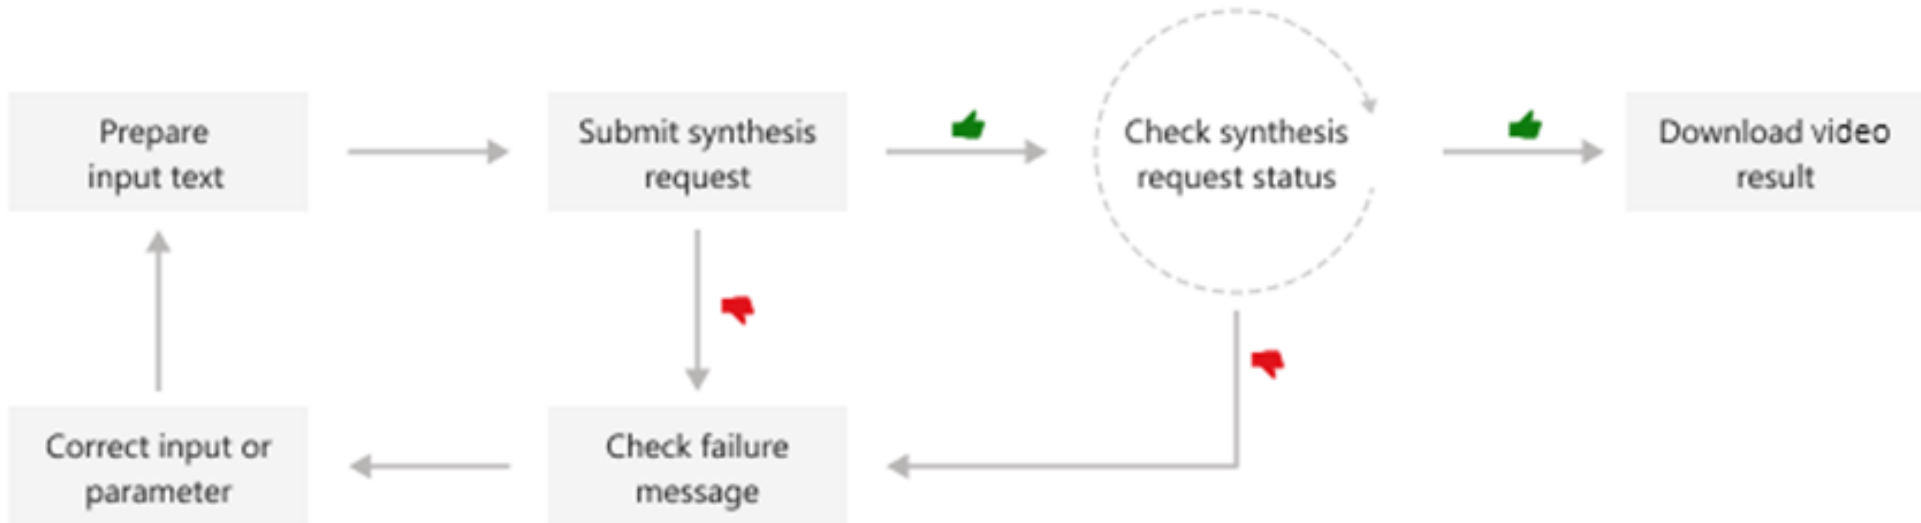 Prepare
input text
Submit synthesis
request
Check synthesis
request status
Download video
result
Correct input or
parameter
Check failure
message